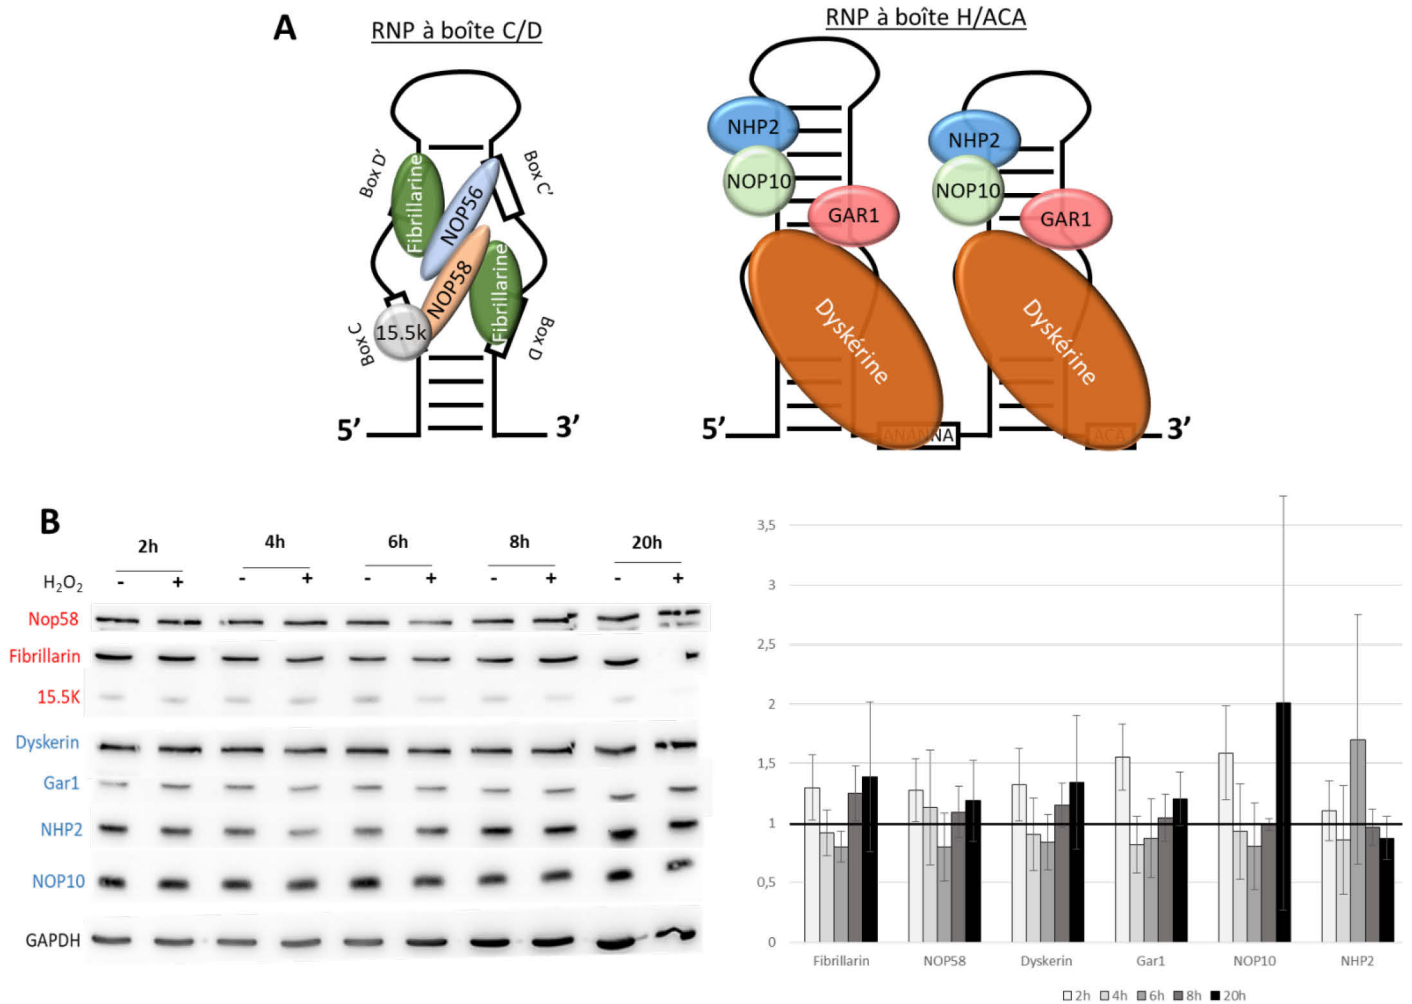 A
RNP à boîte C/D
RNP à boîte H/ACA
Box D'
Fibrillarine
NOP56
Box C'
NOP58
Fibrillarine
15.5k
Box C
Box D
5'
3'
NHP2
NOP10
GAR1
Dyskérine
NHP2
NOP10
GAR1
Dyskérine
5'
ANANNA
ACA
3'
B
2h 4h 6h 8h 20h
H2O2 - + - + - + - + - +
Nop58
Fibrillarin
15.5K
Dyskerin
Gar1
NHP2
NOP10
GAPDH
3,5
3
2,5
2
1,5
1
0,5
0
Fibrillarin NOP58 Dyskerin Gar1 NOP10 NHP2
2h 4h 6h 8h 20h